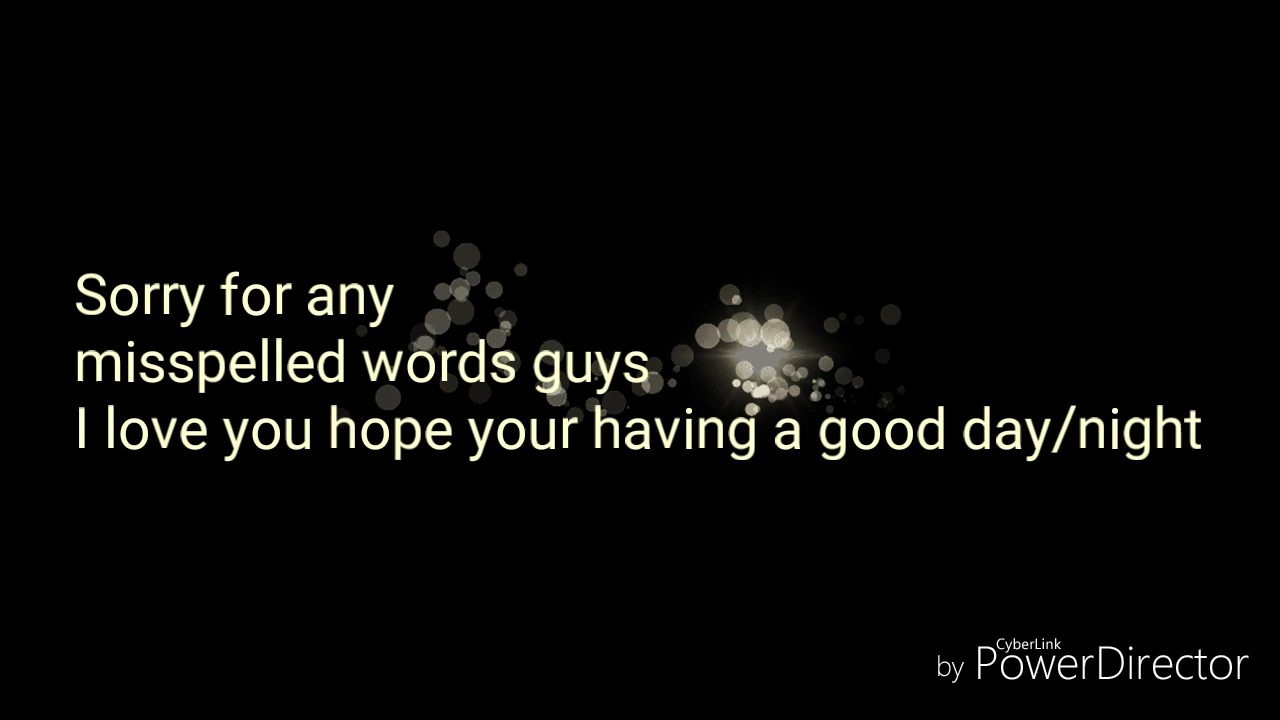 Sorry for any
misspelled words guys
I love you hope your having a good day/night
CyberLink
by PowerDirector